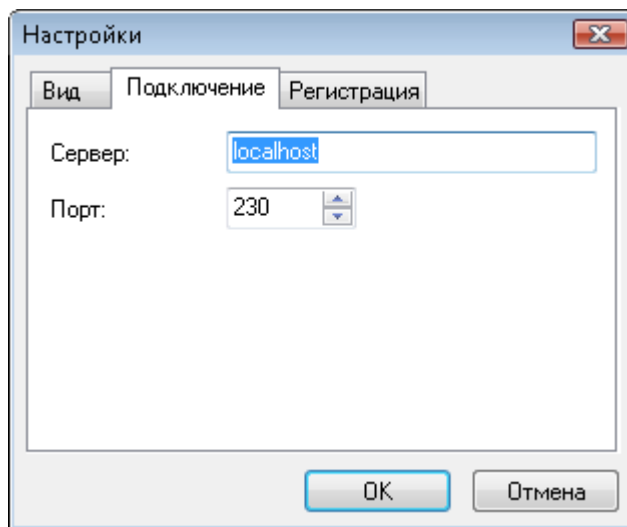 Настройки
Вид Подключение Регистрация
Сервер: localhost
Порт: 230
OK Отмена